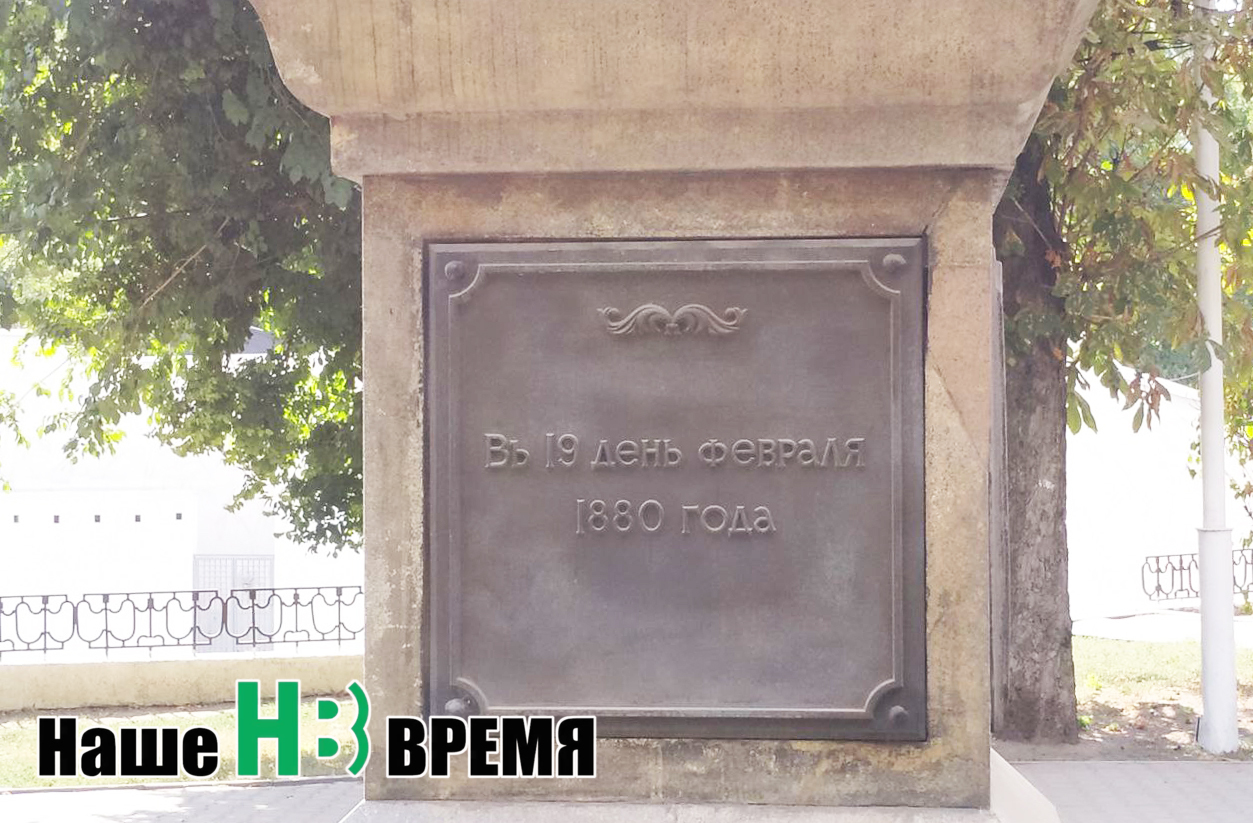 Въ 19 день февраля
1880 года
Наше НВ ВРЕМЯ